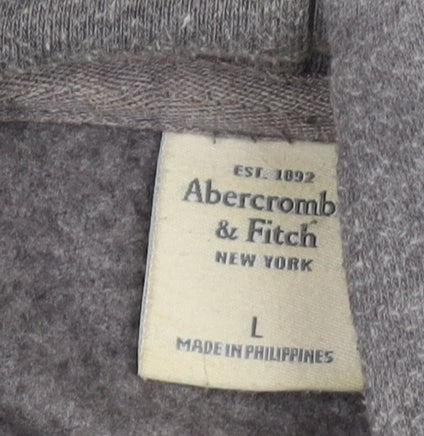 EST. 1892
Abercromb
& Fitch
NEW YORK
L
MADE IN PHILIPPINES